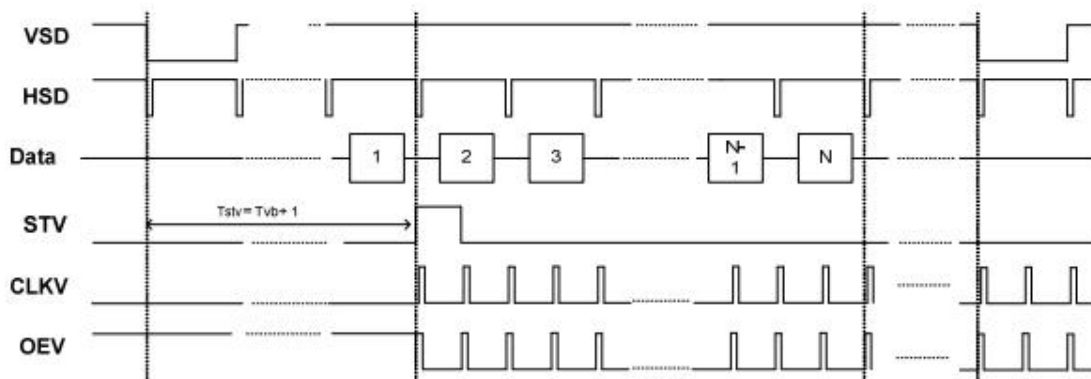 VSD
HSD
Data
1
2
3
N-
1
N
Tstv= Tvb+ 1
STV
CLKV
OEV